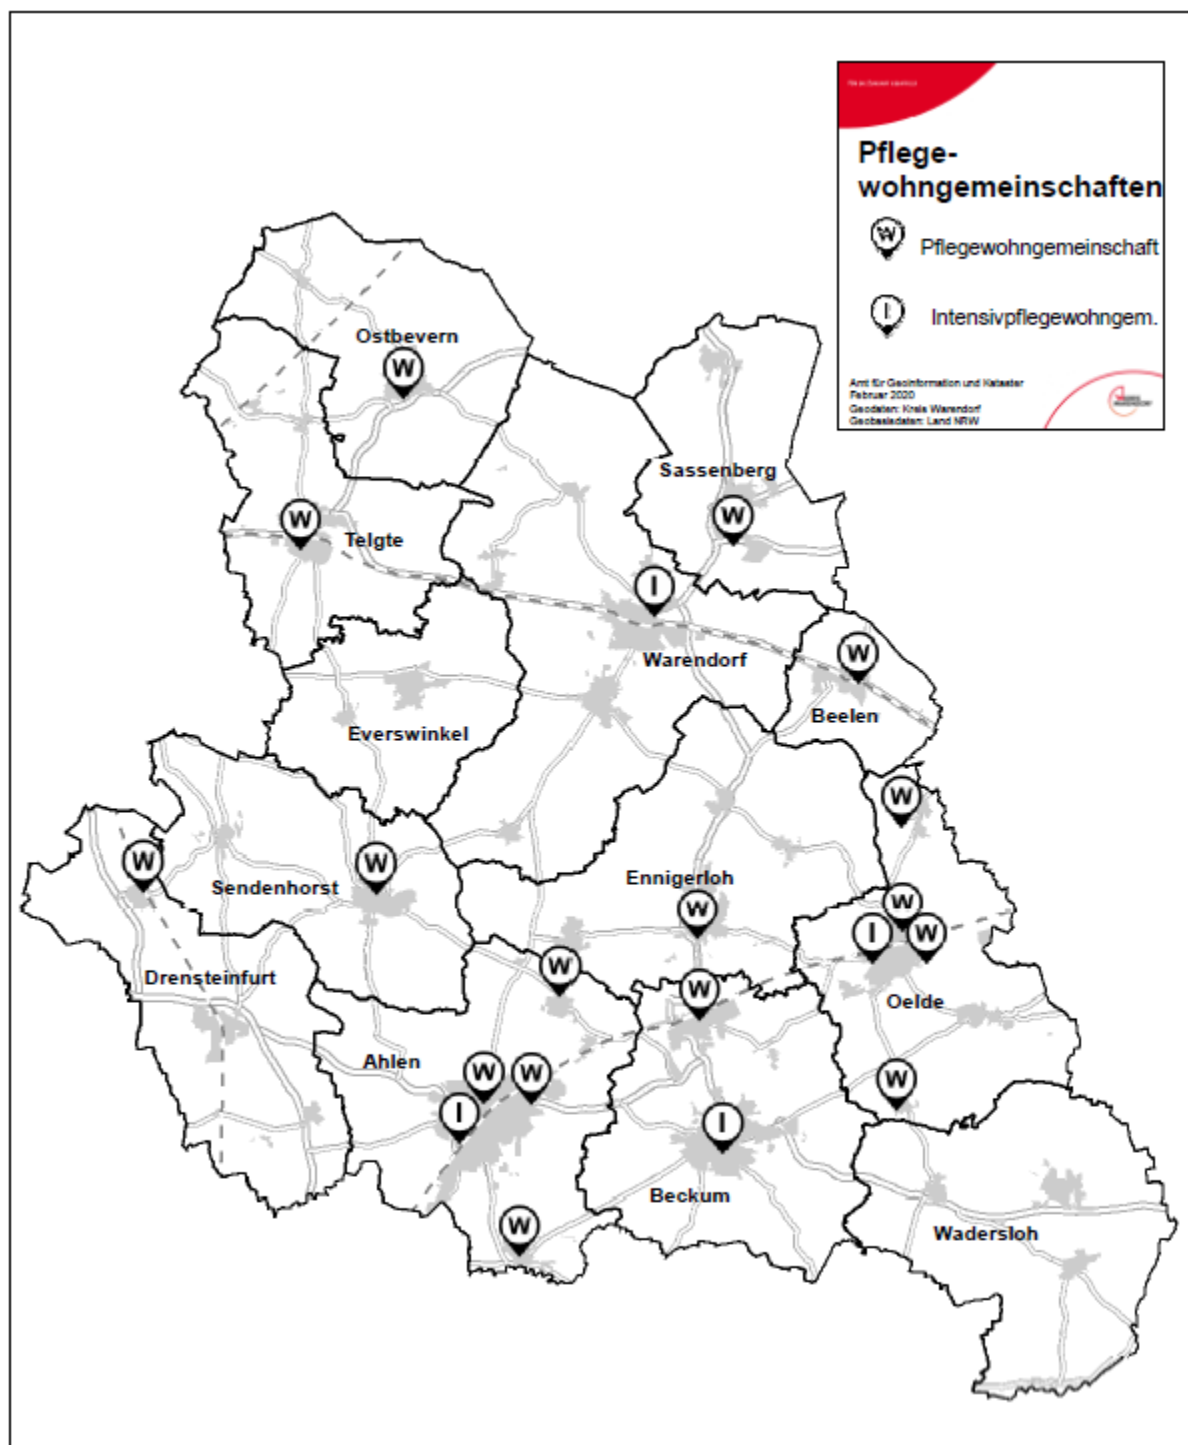 Pflege-
wohngemeinschaften
W Pflegewohngemeinschaft
I Intensivpflegewohngem.
Amt für Geoinformation und Kataster
Februar 2020
Geodaten: Kreis Warendorf
Geobasisdaten: Land NRW
Ostbevern
W
Sassenberg
W
W
Telgte
I
Warendorf
W
Beelen
Everswinkel
W
W
W
Sendenhorst
Ennigerloh
W
W
I
W
Drensteinfurt
W
W
Oelde
Ahlen
W
W
W
I
I
Beckum
W
Wadersloh